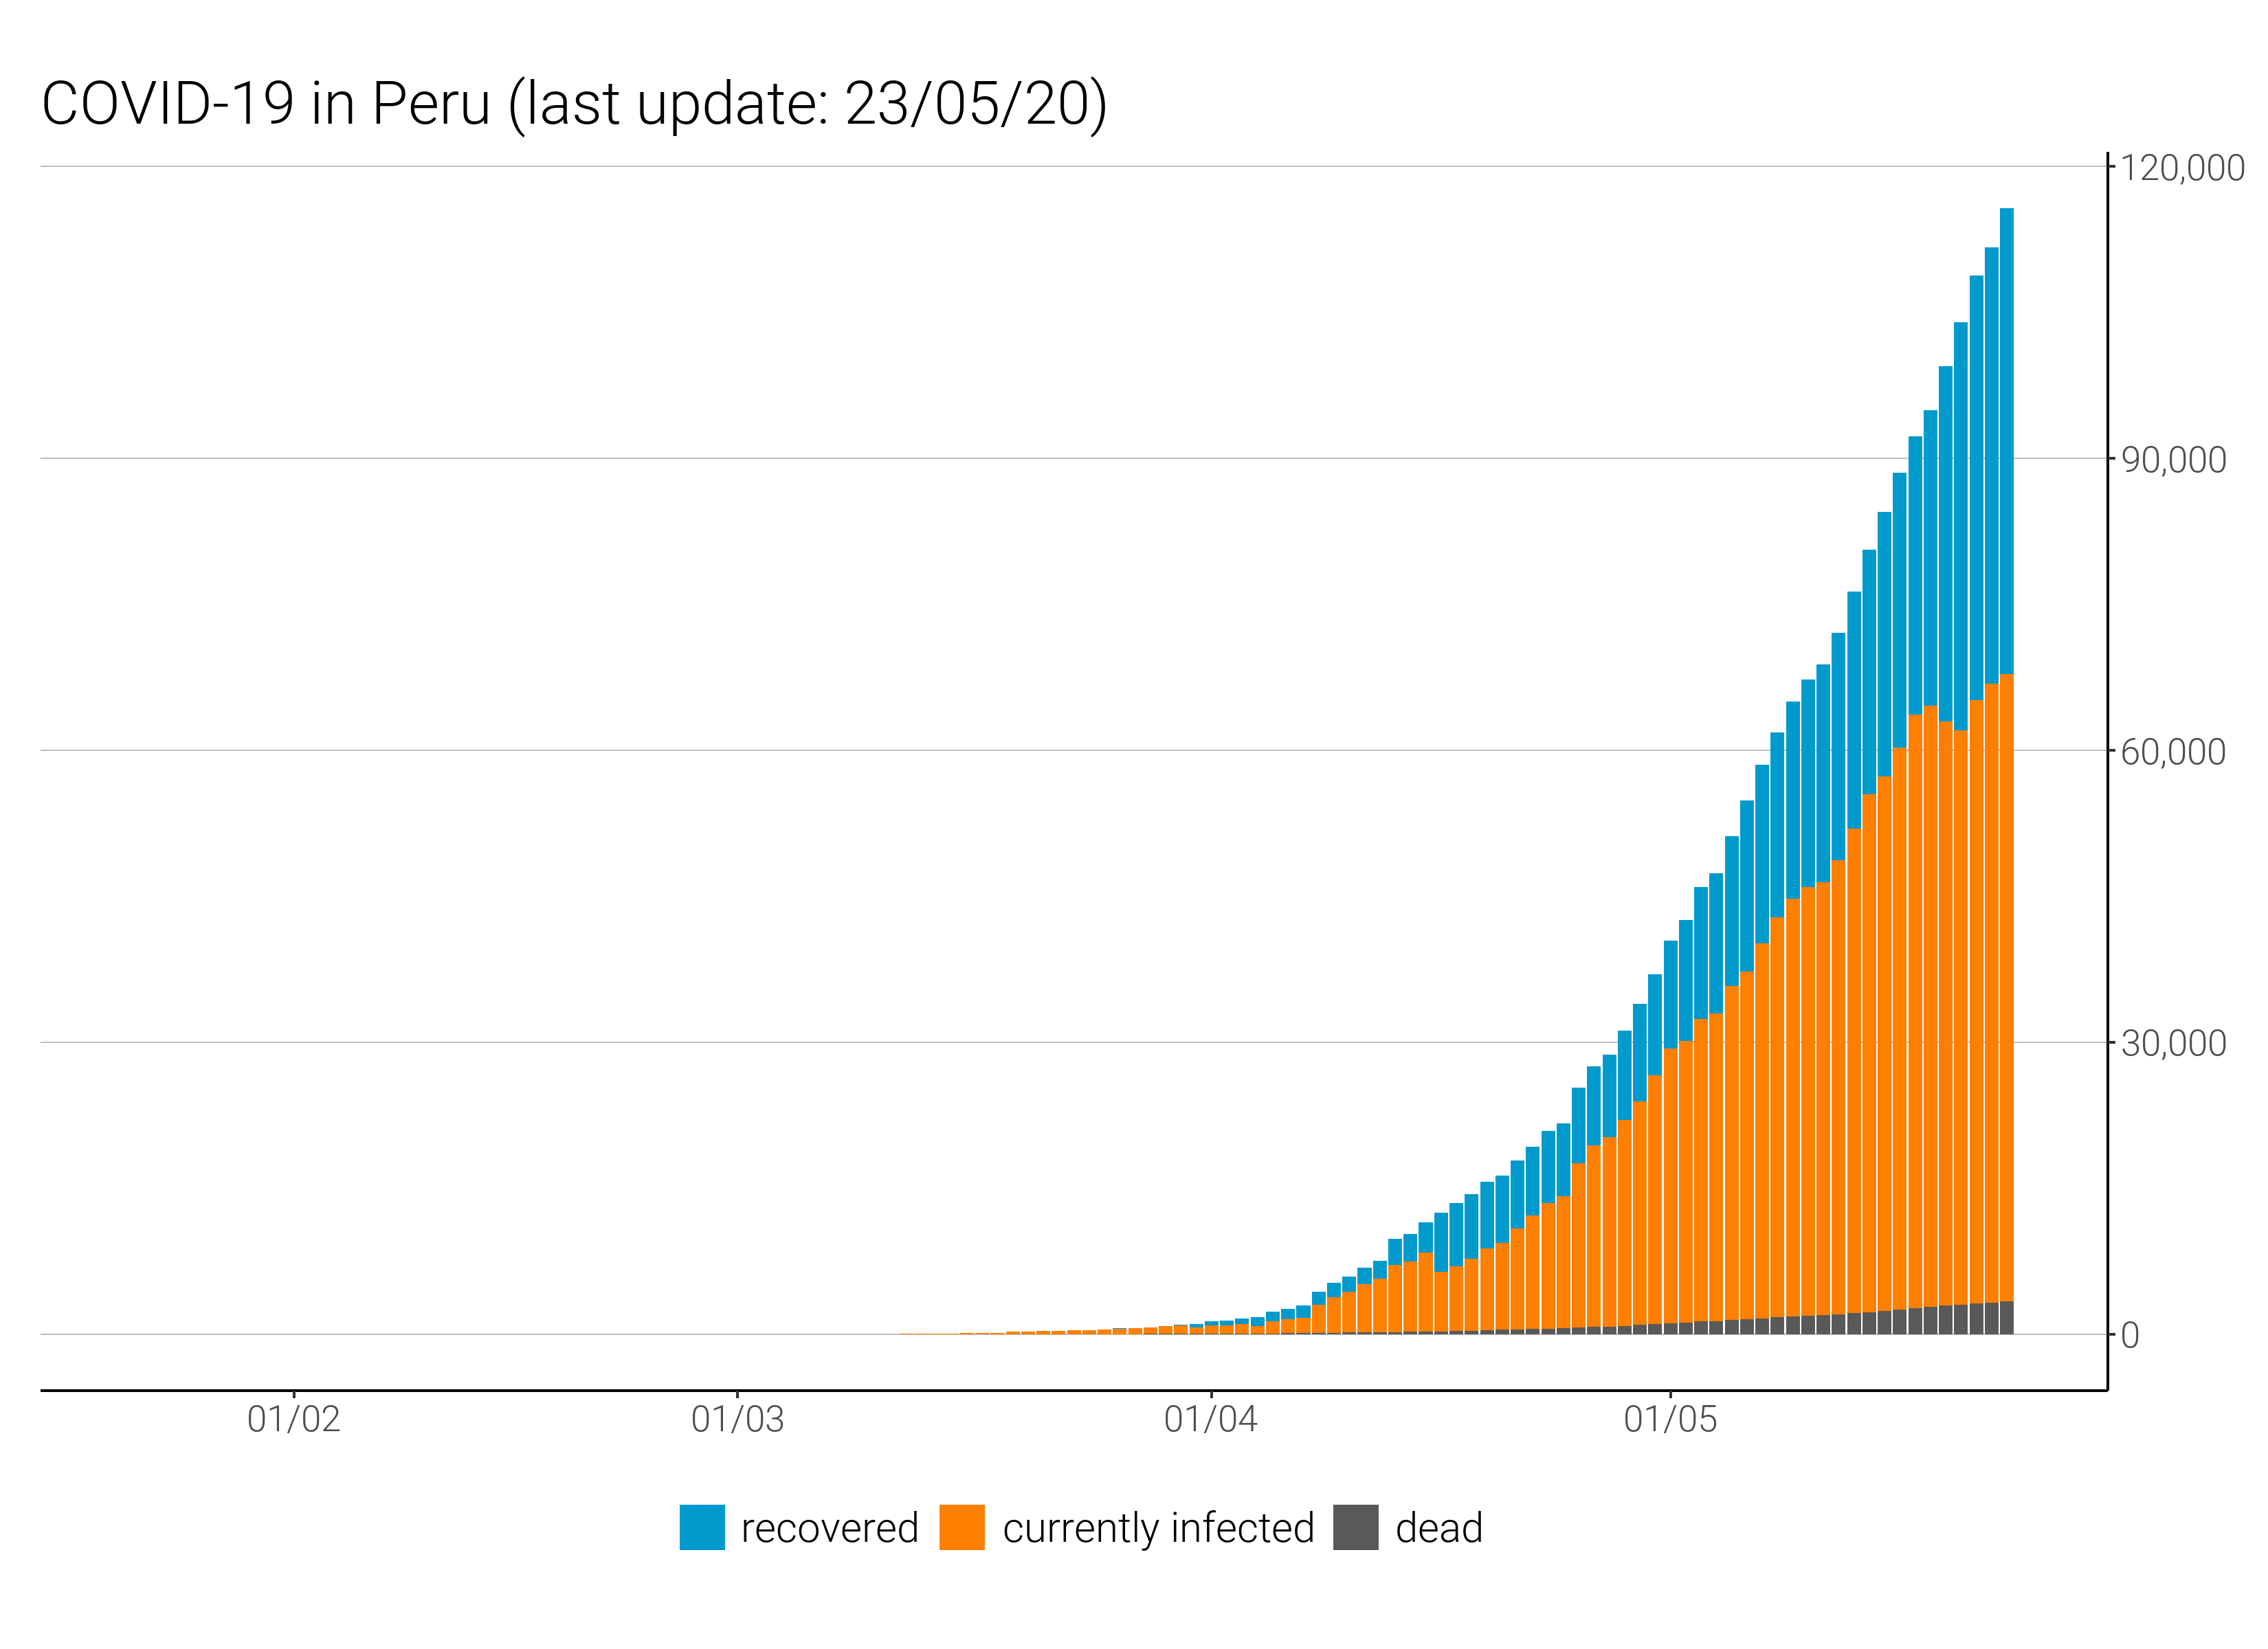 COVID-19 in Peru (last update: 23/05/20)
120,000
90,000
60,000
30,000
0
01/02 01/03 01/04 01/05
recovered currently infected dead